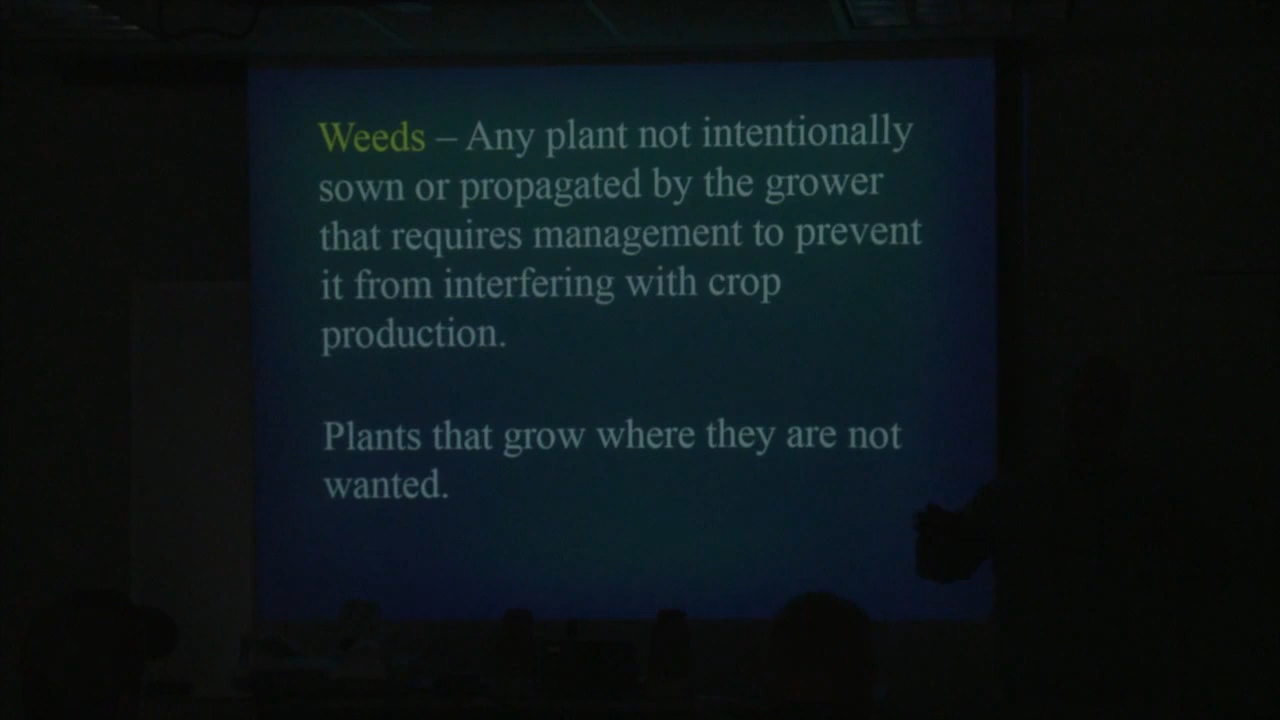 Weeds – Any plant not intentionally
sown or propagated by the grower
that requires management to prevent
it from interfering with crop
production.
Plants that grow where they are not
wanted.